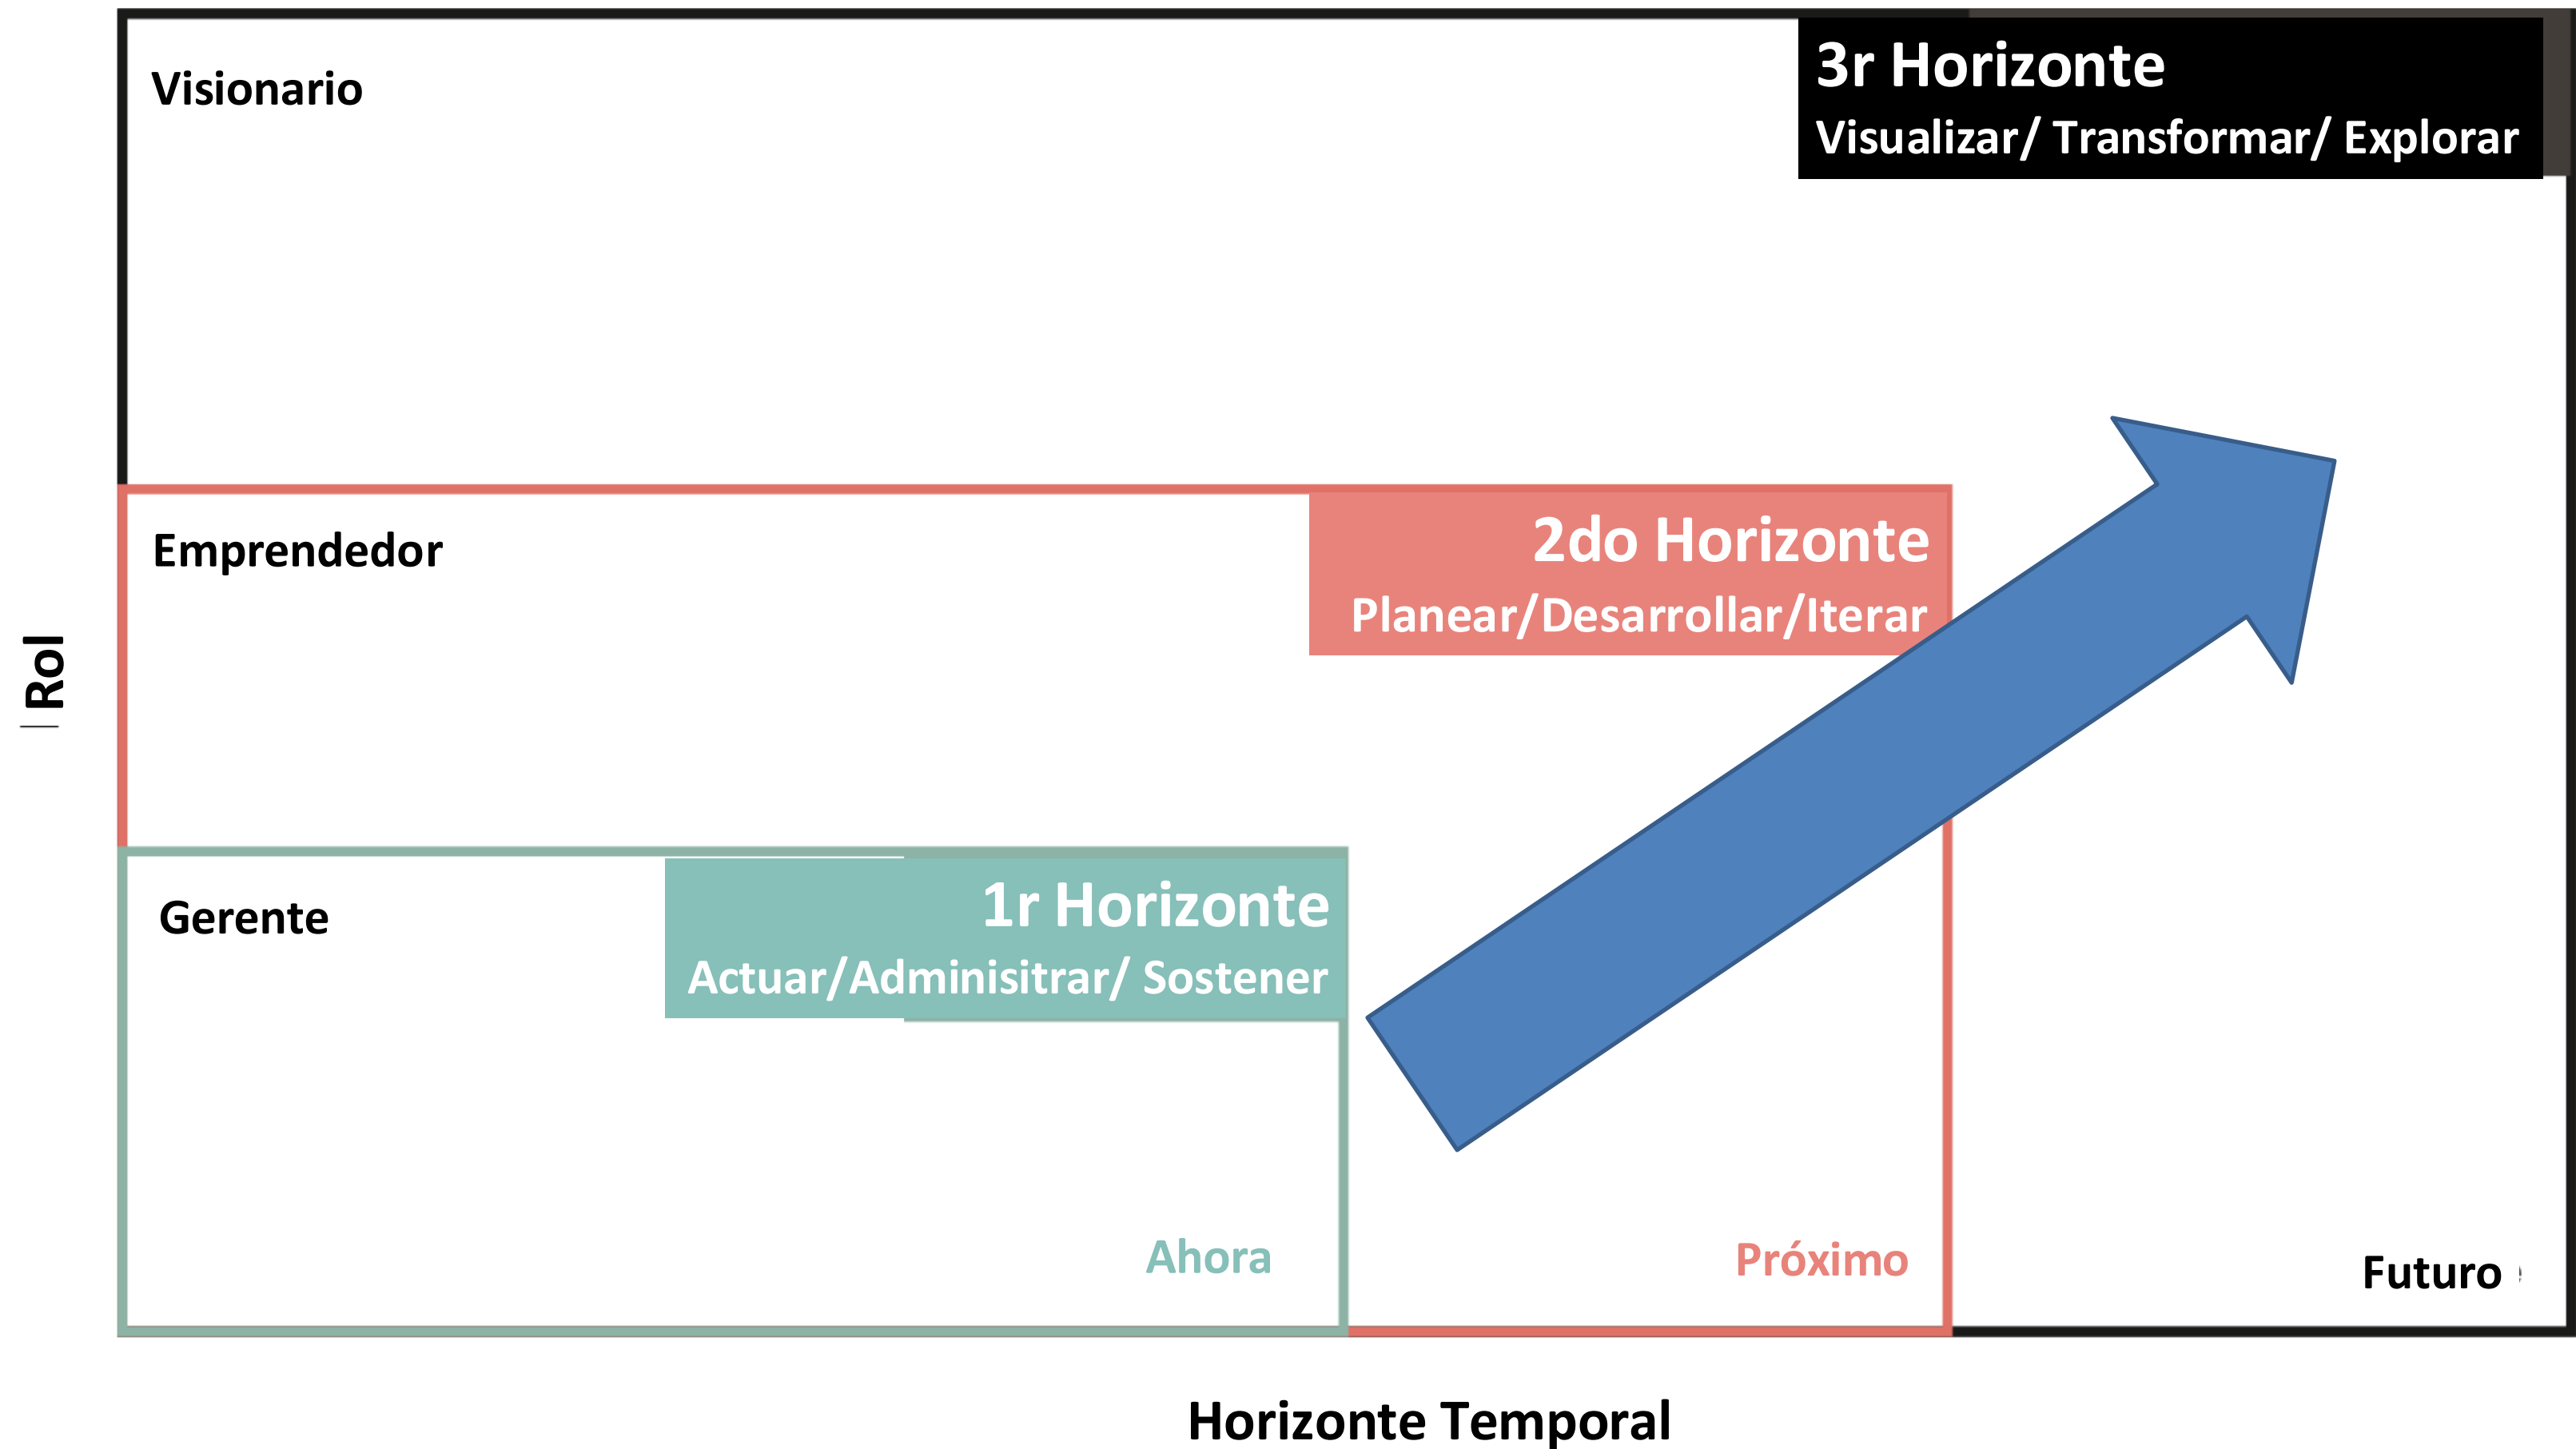 Visionario
3r Horizonte
Visualizar/ Transformar/ Explorar
Emprendedor
2do Horizonte
Planear/Desarrollar/Iterar
Rol
Gerente
1r Horizonte
Actuar/Adminisitrar/ Sostener
Ahora
Próximo
Futuro
Horizonte Temporal